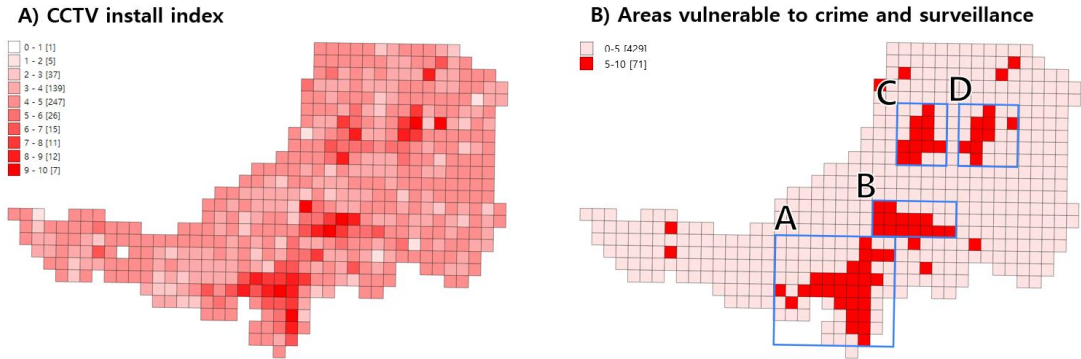 A) CCTV install index
0 - 1 [1]
1 - 2 [5]
2 - 3 [37]
3 - 4 [139]
4 - 5 [247]
5 - 6 [26]
6 - 7 [15]
7 - 8 [11]
8 - 9 [12]
9 - 10 [7]
B) Areas vulnerable to crime and surveillance
0-5 [429]
5-10 [71]
C
D
B
A